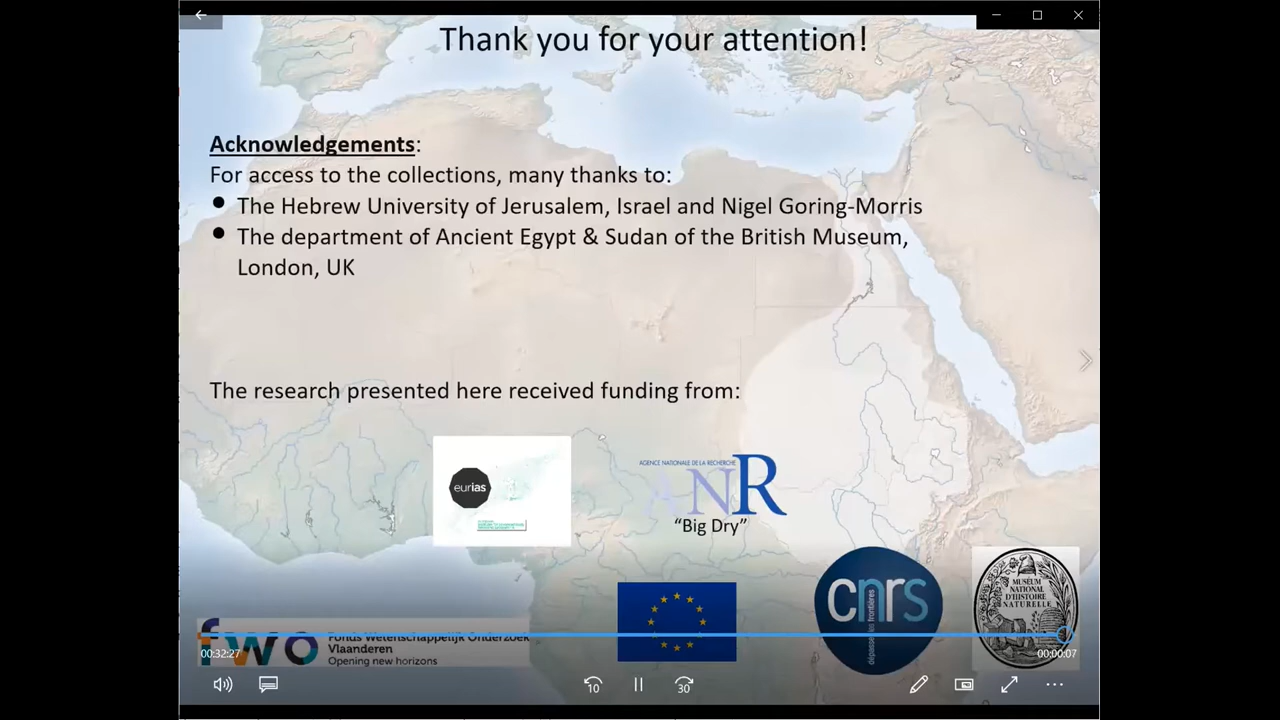 Thank you for your attention!
Acknowledgements:
For access to the collections, many thanks to:
● The Hebrew University of Jerusalem, Israel and Nigel Goring-Morris
● The department of Ancient Egypt & Sudan of the British Museum,
London, UK
The research presented here received funding from:
eurias
AGENCE NATIONALE DE LA RECHERCHE
ANR
“Big Dry”
cnrs
dépasser les frontières
MUSÉUM
NATIONAL
D'HISTOIRE
NATURELLE
fwo
Fonds Wetenschappelijk Onderzoek
Vlaanderen
Opening new horizons
00:32:27
00:00:07
10
30